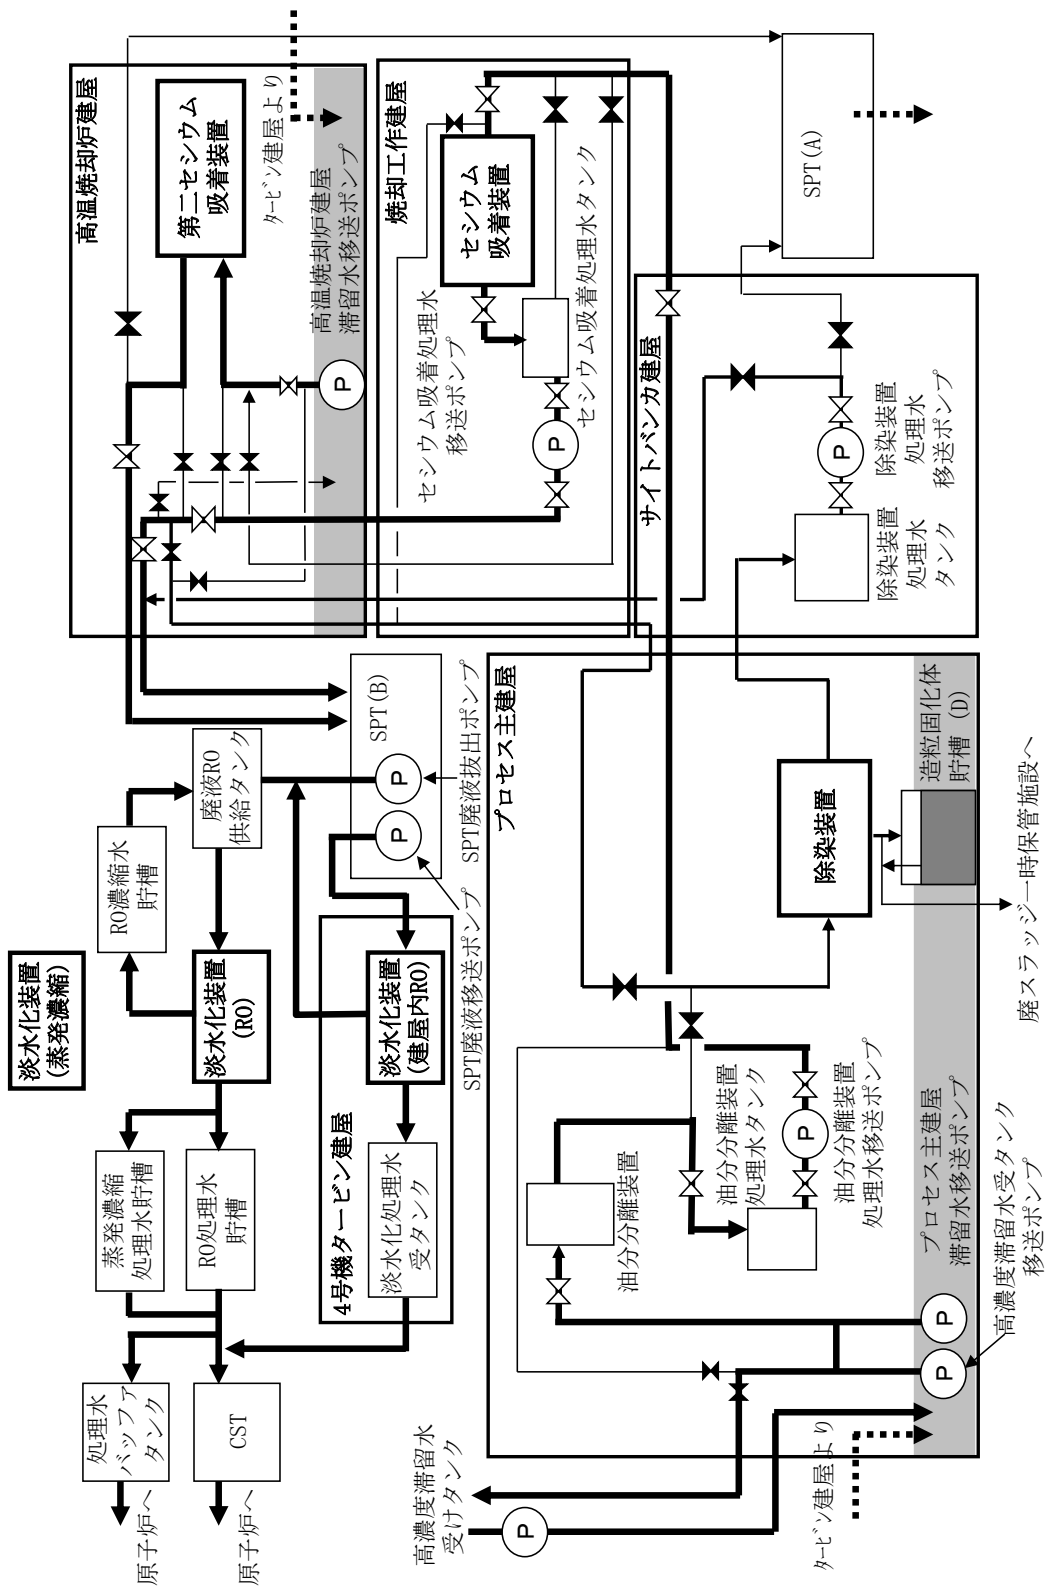 高温焼却炉建屋
第二セシウム
吸着装置
タービン建屋より
高温焼却炉建屋
滞留水移送ポンプ
P
焼却工作建屋
セシウム
吸着装置
セシウム吸着処理水
移送ポンプ
セシウム吸着処理水タンク
P
SPT(A)
サイトバンカ建屋
除染装置
処理水
移送ポンプ
P
除染装置
処理水
タンク
SPT(B)
P
P
SPT廃液抜出ポンプ
SPT廃液移送ポンプ
廃液RO
供給タンク
RO濃縮水
貯槽
淡水化装置
(蒸発濃縮)
淡水化装置
(RO)
淡水化装置
(建屋内RO)
4号機タービン建屋
淡水化処理水
受タンク
蒸発濃縮
処理水貯槽
RO処理水
貯槽
処理水
バッファ
タンク
CST
原子炉へ
原子炉へ
プロセス主建屋
除染装置
造粒固化体
貯槽 (D)
廃スラッジ一時保管施設へ
油分分離装置
油分分離装置
処理水タンク
油分分離装置
処理水移送ポンプ
P
プロセス主建屋
滞留水移送ポンプ
P
P
高濃度滞留水受タンク
移送ポンプ
タービン建屋より
高濃度滞留水
受けタンク
P